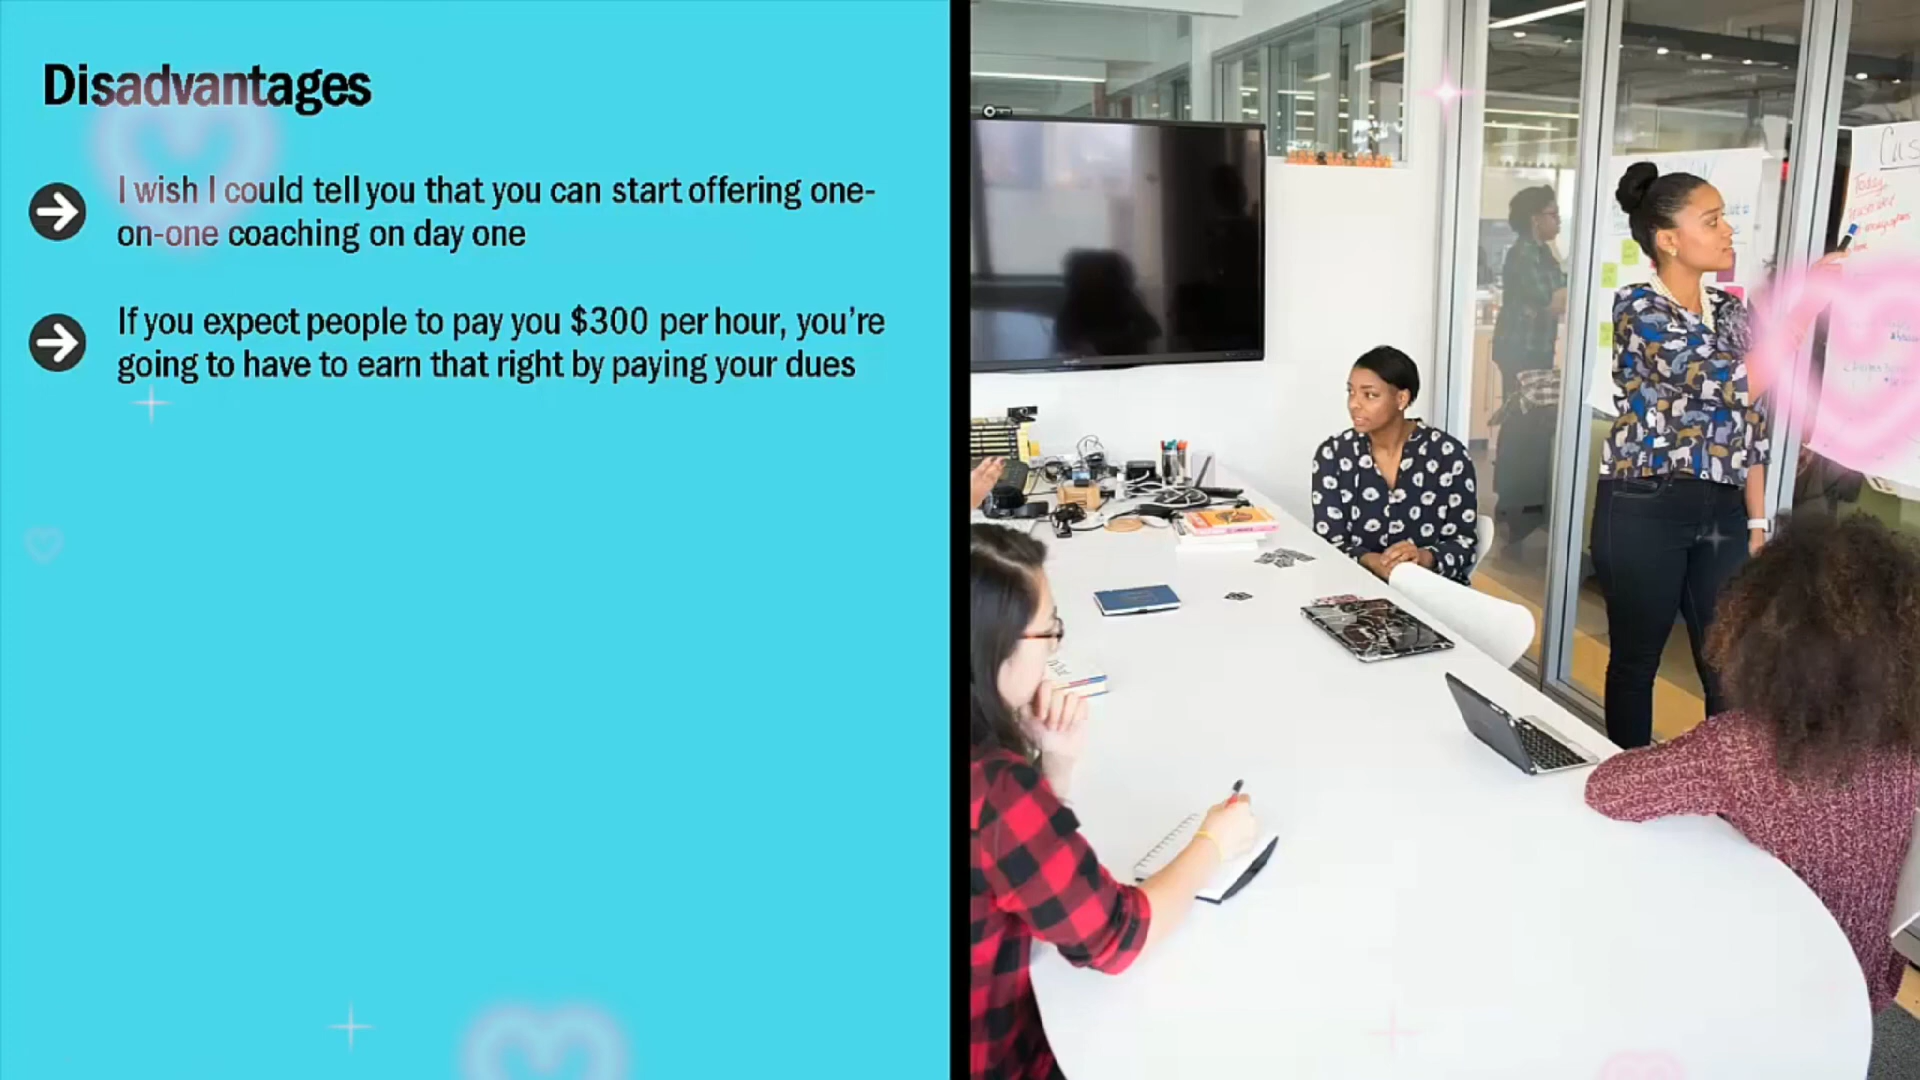 Disadvantages
I wish I could tell you that you can start offering one-
on-one coaching on day one
If you expect people to pay you $300 per hour, you're
going to have to earn that right by paying your dues
Today